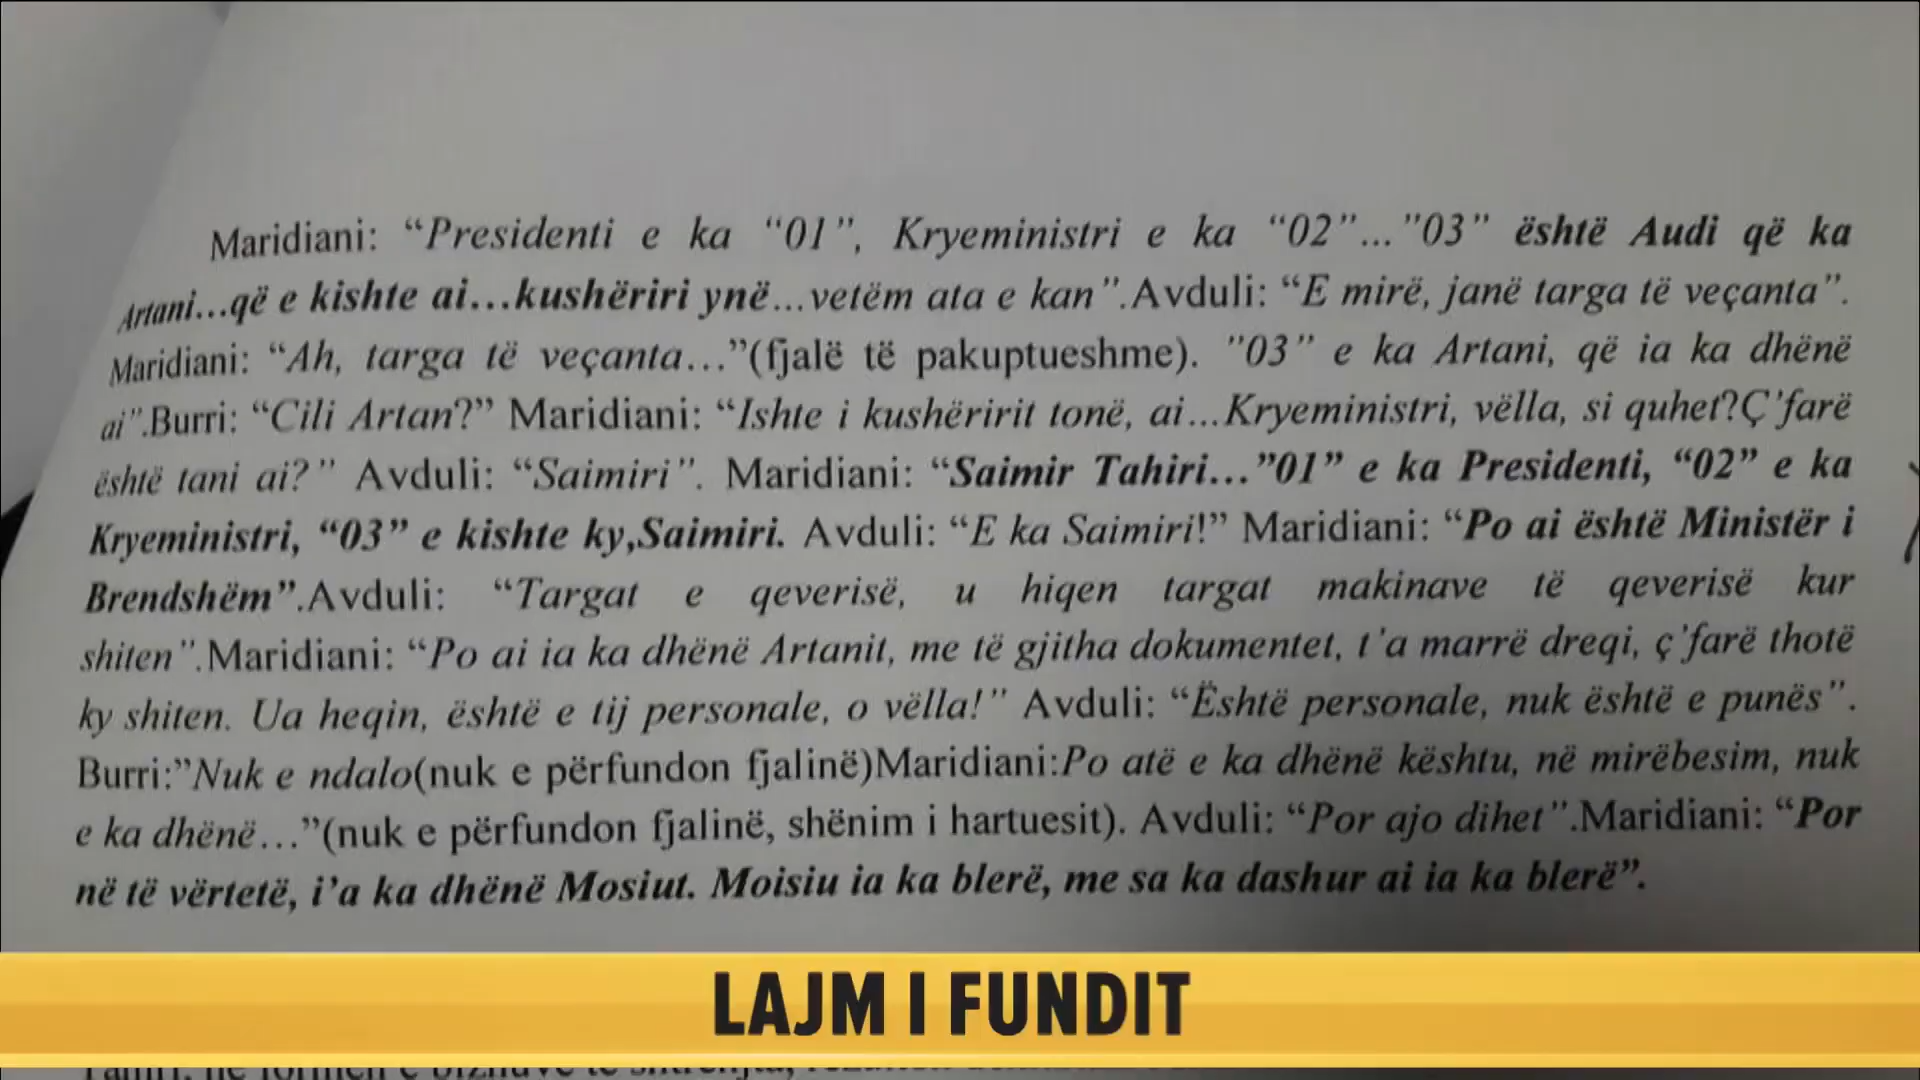 Maridiani: “Presidenti e ka “01”, Kryeministri e ka “02”...”03” është Audi që ka
Artani...që e kishte ai...kushëriri ynë...vetëm ata e kan”.Avduli: “E mirë, janë targa të veçanta”.
Maridiani: “Ah, targa të veçanta...”(fjalë të pakuptueshme). ”03” e ka Artani, që ia ka dhënë
ai”.Burri: “Cili Artan?” Maridiani: “Ishte i kushëririt tonë, ai...Kryeministri, vëlla, si quhet?Ç’farë
është tani ai?” Avduli: “Saimiri”. Maridiani: “Saimir Tahiri...”01” e ka Presidenti, “02” e ka
Kryeministri, “03” e kishte ky,Saimiri. Avduli: “E ka Saimiri!” Maridiani: “Po ai është Ministër i
Brendshëm”.Avduli: “Targat e qeverisë, u hiqen targat makinave të qeverisë kur
shiten”.Maridiani: “Po ai ia ka dhënë Artanit, me të gjitha dokumentet, t’a marrë dreqi, ç’farë thotë
ky shiten. Ua heqin, është e tij personale, o vëlla!” Avduli: “Është personale, nuk është e punës”.
Burri:”Nuk e ndalo(nuk e përfundon fjalinë)Maridiani:Po atë e ka dhënë kështu, në mirëbesim, nuk
e ka dhënë...”(nuk e përfundon fjalinë, shënim i hartuesit). Avduli: “Por ajo dihet”.Maridiani: “Por
në të vërtetë, i’a ka dhënë Mosiut. Moisiu ia ka blerë, me sa ka dashur ai ia ka blerë”.
LAJM I FUNDIT